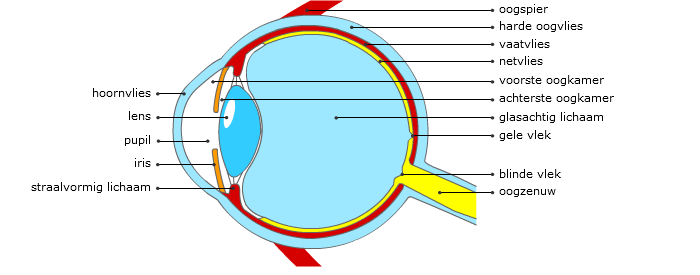 hoornvlies
lens
pupil
iris
straalvormig lichaam
oogspier
harde oogvlies
vaatvlies
netvlies
voorste oogkamer
achterste oogkamer
glasachtig lichaam
gele vlek
blinde vlek
oogzenuw